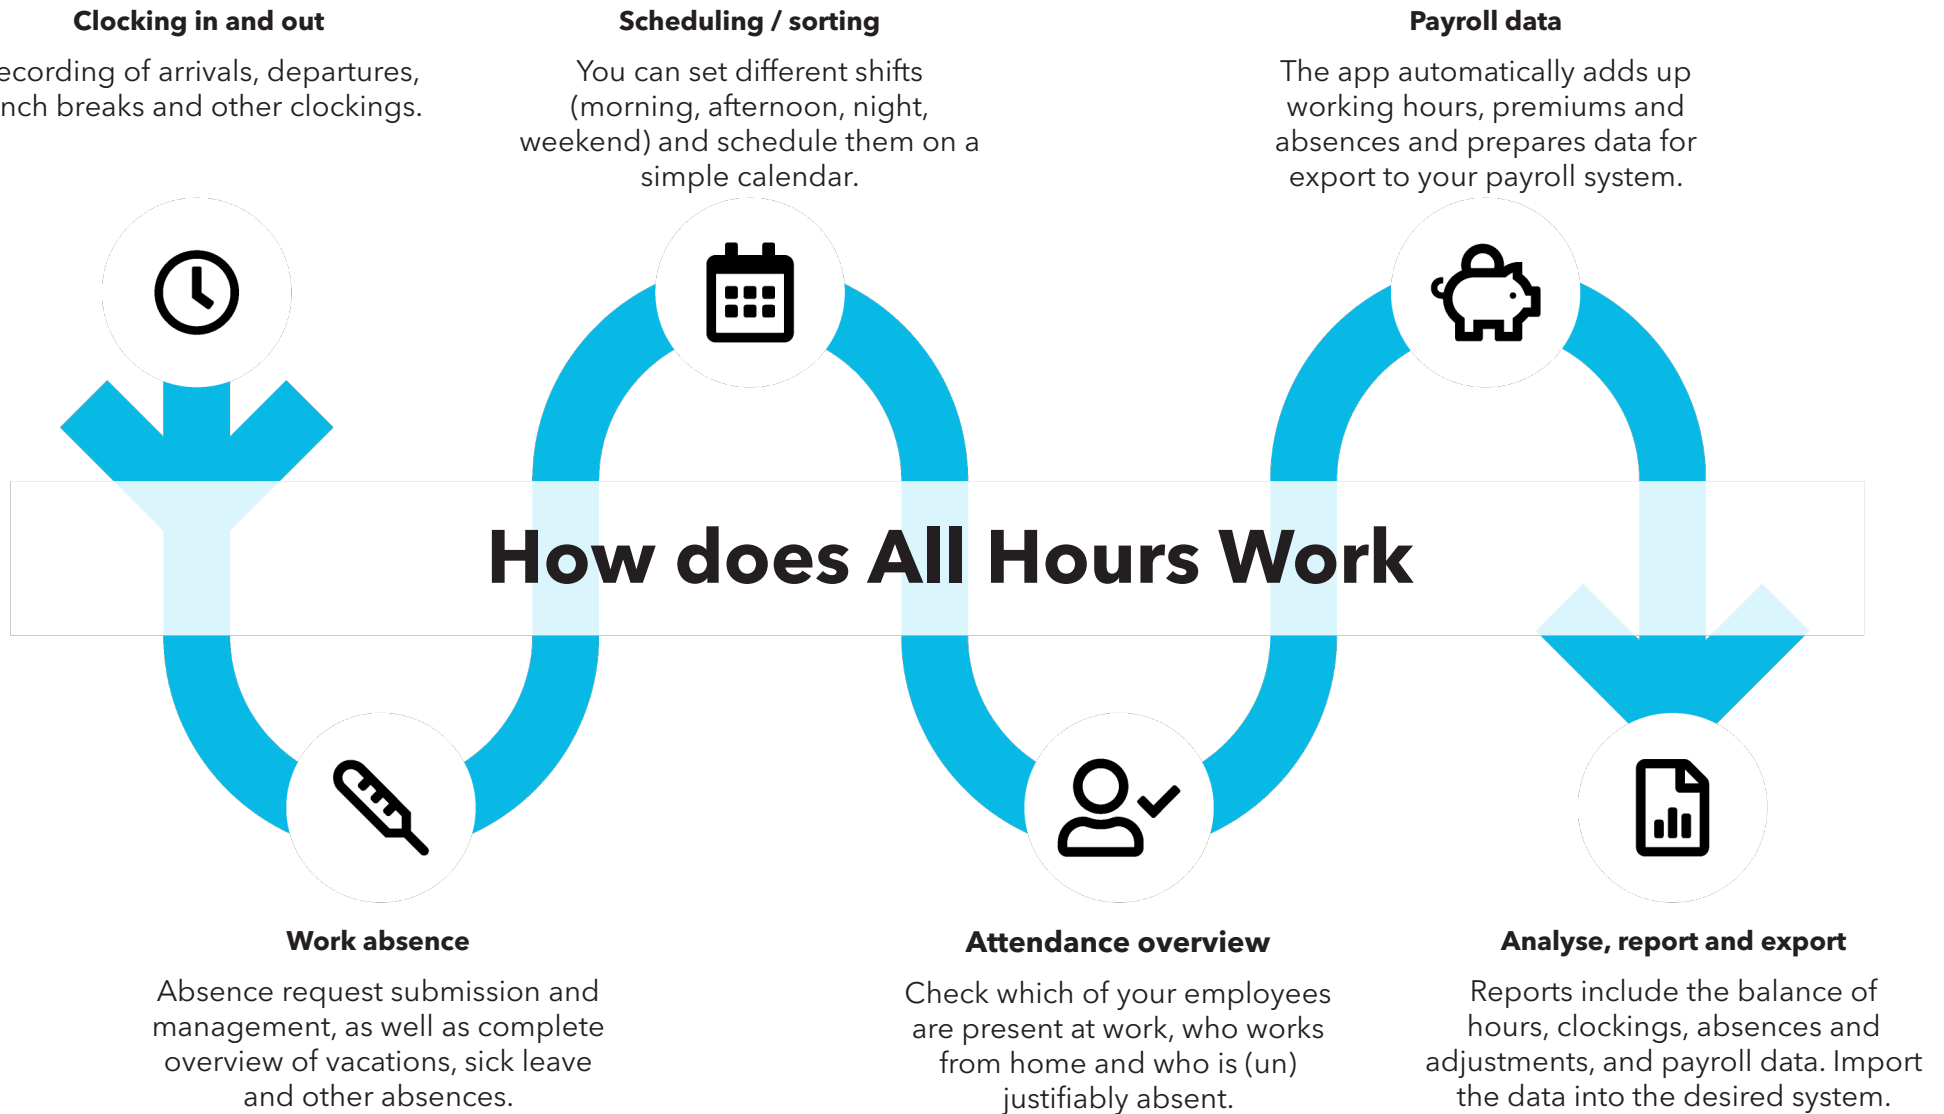 Clocking in and out
ecording of arrivals, departures,
nch breaks and other clockings.
Scheduling / sorting
You can set different shifts
(morning, afternoon, night,
weekend) and schedule them on a
simple calendar.
Payroll data
The app automatically adds up
working hours, premiums and
absences and prepares data for
export to your payroll system.
How does All Hours Work
Work absence
Absence request submission and
management, as well as complete
overview of vacations, sick leave
and other absences.
Attendance overview
Check which of your employees
are present at work, who works
from home and who is (un)
justifiably absent.
Analyse, report and export
Reports include the balance of
hours, clockings, absences and
adjustments, and payroll data. Import
the data into the desired system.